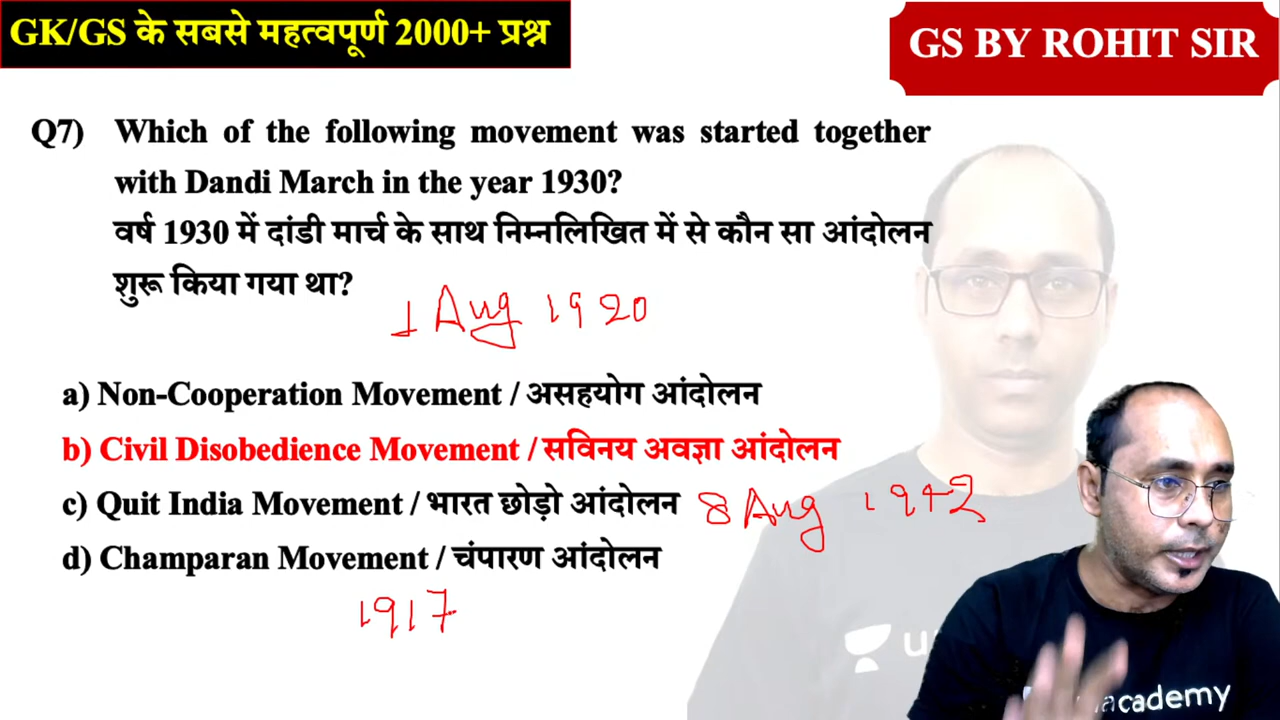 GK/GS के सबसे महत्वपूर्ण 2000+ प्रश्न
GS BY ROHIT SIR
Q7) Which of the following movement was started together
with Dandi March in the year 1930?
वर्ष 1930 में दांडी मार्च के साथ निम्नलिखित में से कौन सा आंदोलन
शुरू किया गया था?
1 Aug 1920
a) Non-Cooperation Movement / असहयोग आंदोलन
b) Civil Disobedience Movement / सविनय अवज्ञा आंदोलन
c) Quit India Movement / भारत छोड़ो आंदोलन 8 Aug 1942
d) Champaran Movement / चंपारण आंदोलन
1917